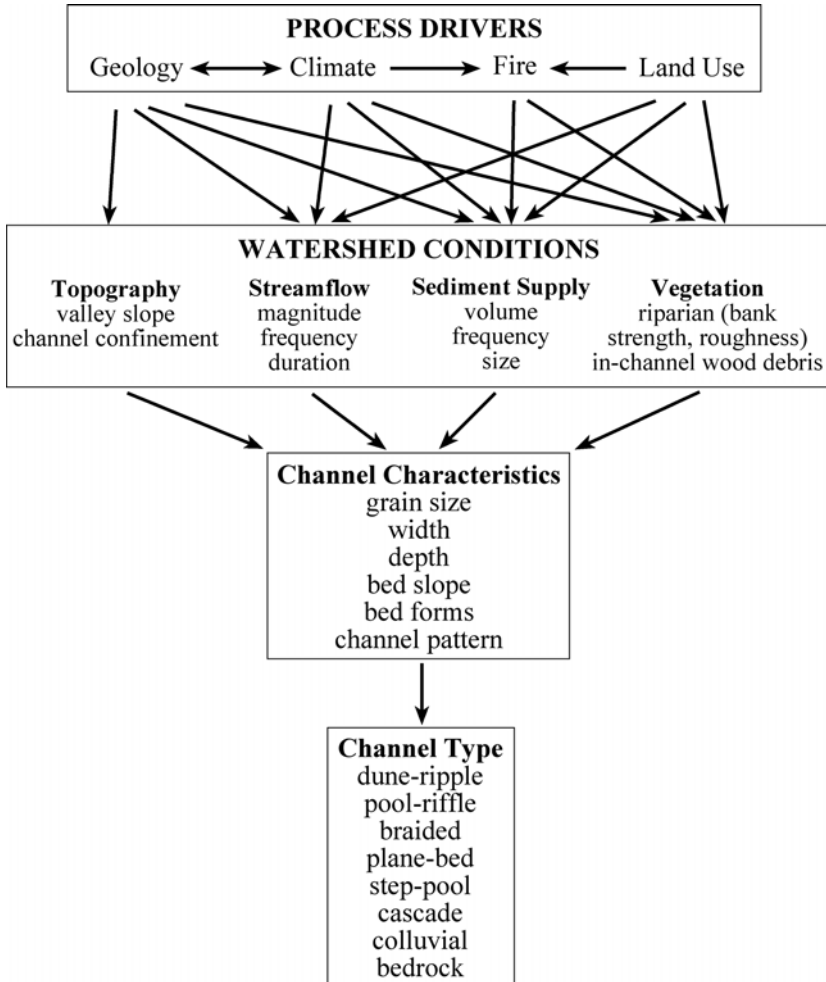 PROCESS DRIVERS
Geology Climate Fire Land Use
WATERSHED CONDITIONS
Topography
valley slope
channel confinement
Streamflow
magnitude
frequency
duration
Sediment Supply
volume
frequency
size
Vegetation
riparian (bank
strength, roughness)
in-channel wood debris
Channel Characteristics
grain size
width
depth
bed slope
bed forms
channel pattern
Channel Type
dune-ripple
pool-riffle
braided
plane-bed
step-pool
cascade
colluvial
bedrock